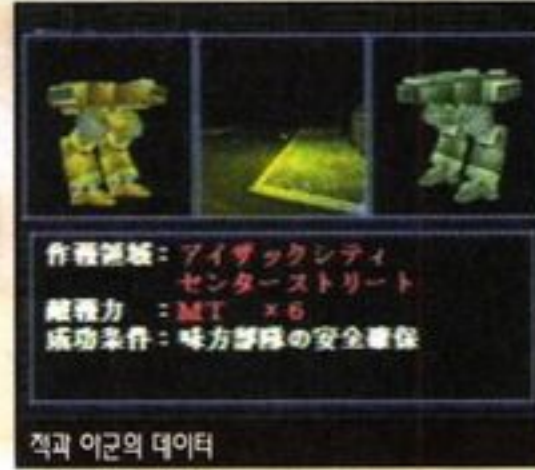 作戦領域：アイザックシティ
センターストリート
敵戦力　：MT　×6
成功条件：味方部隊の安全確保
적과 아군의 데이터